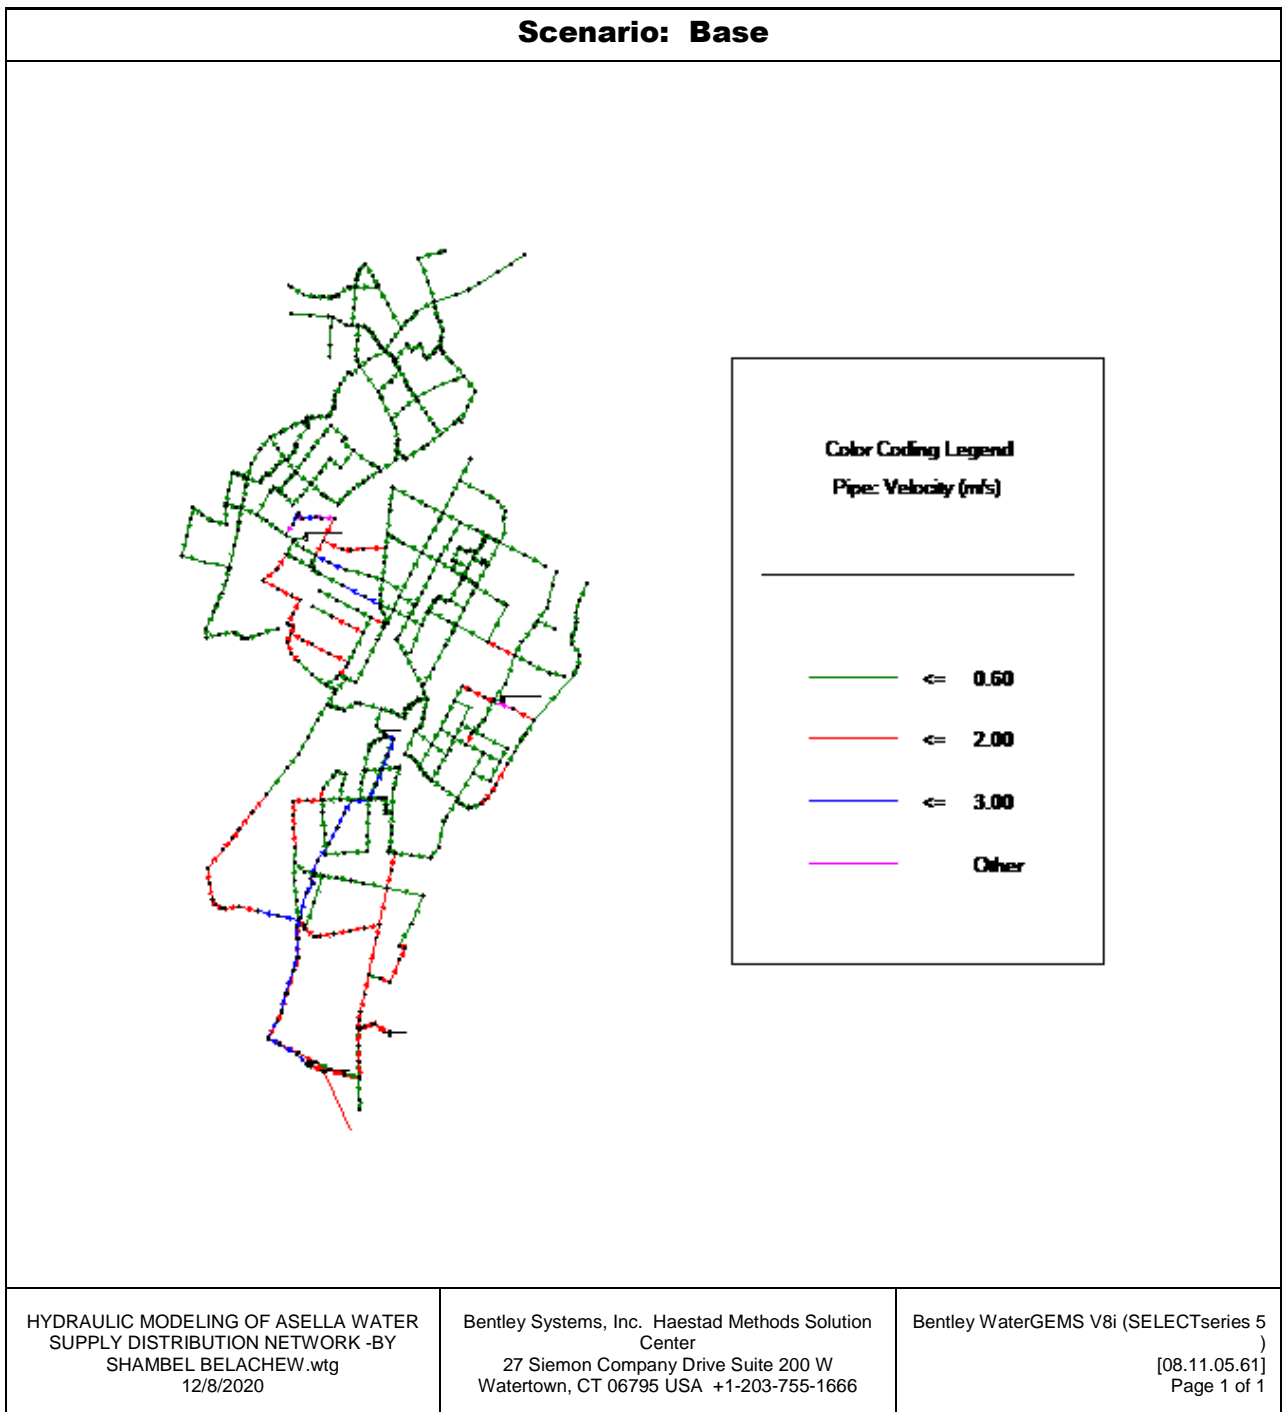 Scenario: Base
Color Coding Legend
Pipe: Velocity (m/s)
<= 0.60
<= 2.00
<= 3.00
Other
HYDRAULIC MODELING OF ASELLA WATER
SUPPLY DISTRIBUTION NETWORK -BY
SHAMBEL BELACHEW.wtg
12/8/2020
Bentley Systems, Inc. Haestad Methods Solution
Center
27 Siemon Company Drive Suite 200 W
Watertown, CT 06795 USA +1-203-755-1666
Bentley WaterGEMS V8i (SELECTseries 5
)
[08.11.05.61]
Page 1 of 1